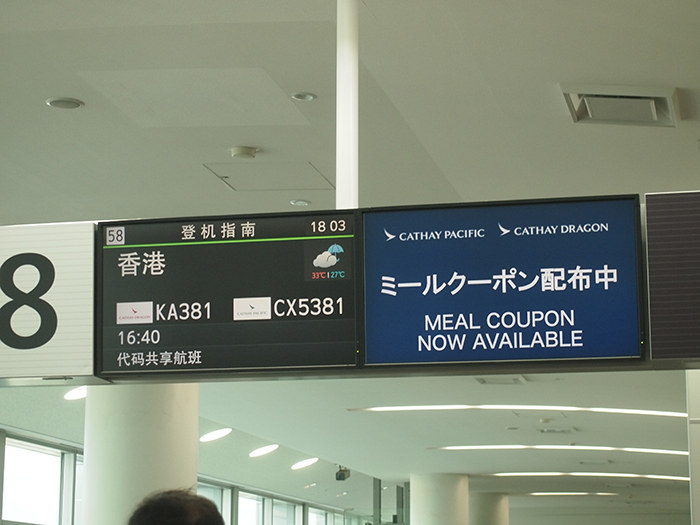 8
58 登机指南 18 03
香港
33℃ | 27℃
KA381 CX5381
16:40
代码共享航班
CATHAY PACIFIC CATHAY DRAGON
ミールクーポン配布中
MEAL COUPON
NOW AVAILABLE